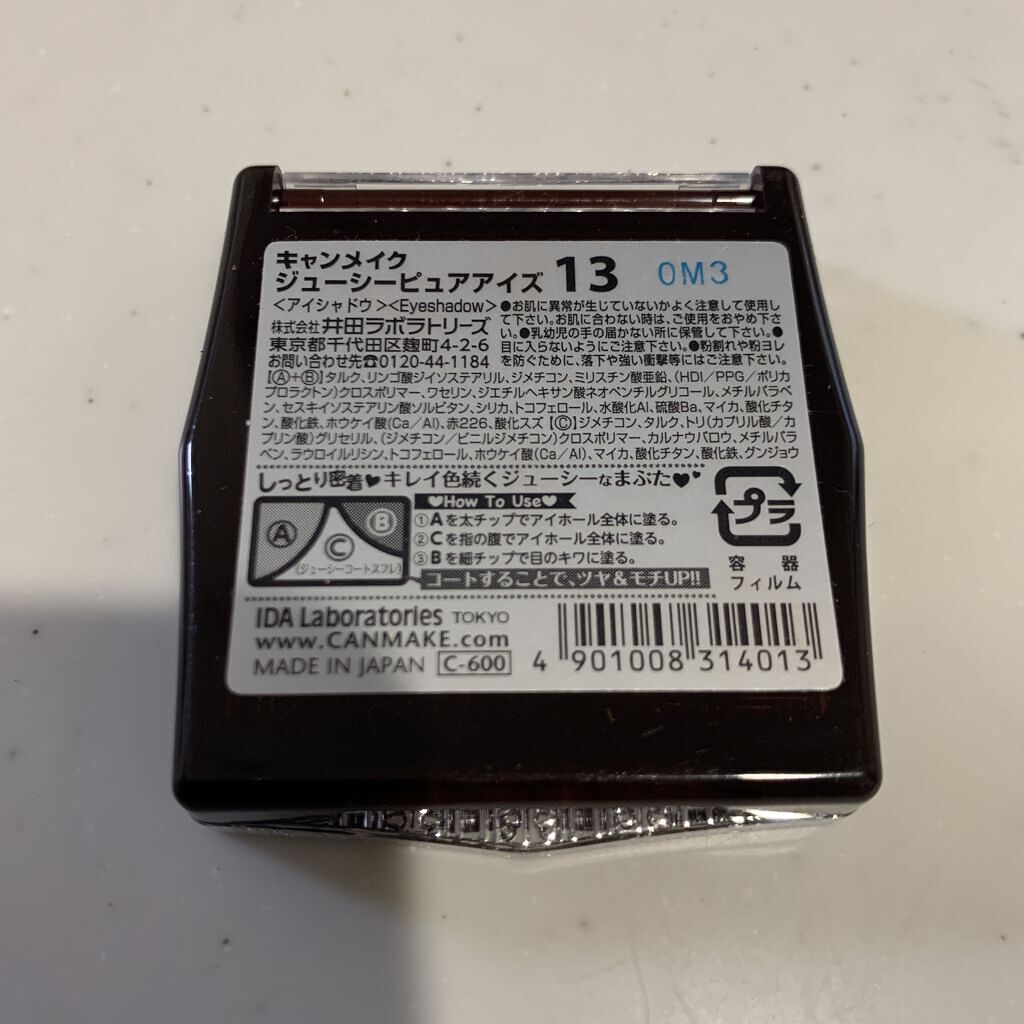 キャンメイク
ジューシーピュアアイズ 13 0M3
<アイシャドウ><Eyeshadow>
株式会社 井田ラボラトリーズ
東京都千代田区麹町4-2-6
お問い合わせ先☎0120-44-1184
●お肌に異常が生じていないかよく注意して使用し
て下さい。お肌に合わない時は、ご使用をおやめ下さ
い。●乳幼児の手の届かない所に保管して下さい。●
目に入らないようにご注意下さい。●粉割れや粉ヨレ
を防ぐために、落下や強い衝撃等にはご注意下さい。
【Ⓐ+Ⓑ】タルク、リンゴ酸ジイソステアリル、ジメチコン、ミリスチン酸亜鉛、(HDI/PPG/ポリカ
プロラクトン)クロスポリマー、ワセリン、ジエチルヘキサン酸ネオペンチルグリコール、メチルパラベ
ン、セスキイソステアリン酸ソルビタン、シリカ、トコフェロール、水酸化Al、硫酸Ba、マイカ、酸化チタ
ン、酸化鉄、ホウケイ酸(Ca/Al)、赤226、酸化スズ【Ⓒ】ジメチコン、タルク、トリ(カプリル酸/カ
プリン酸)グリセリル、(ジメチコン/ビニルジメチコン)クロスポリマー、カルナウバロウ、メチルパラ
ベン、ラウロイルリシン、トコフェロール、ホウケイ酸(Ca/Al)、マイカ、酸化チタン、酸化鉄、グンジョウ
しっとり密着♥キレイ色続くジューシーなまぶた♥♥
Ⓐ Ⓑ
Ⓒ
(ジューシーコートスフレ)
♥How To Use♥
①Aを太チップでアイホール全体に塗る。
②Cを指の腹でアイホール全体に塗る。
③Bを細チップで目のキワに塗る。
コートすることで、ツヤ&モチUP!!
プラ
容器
フィルム
IDA Laboratories TOKYO
www.CANMAKE.com
MADE IN JAPAN C-600
4 901008 314013